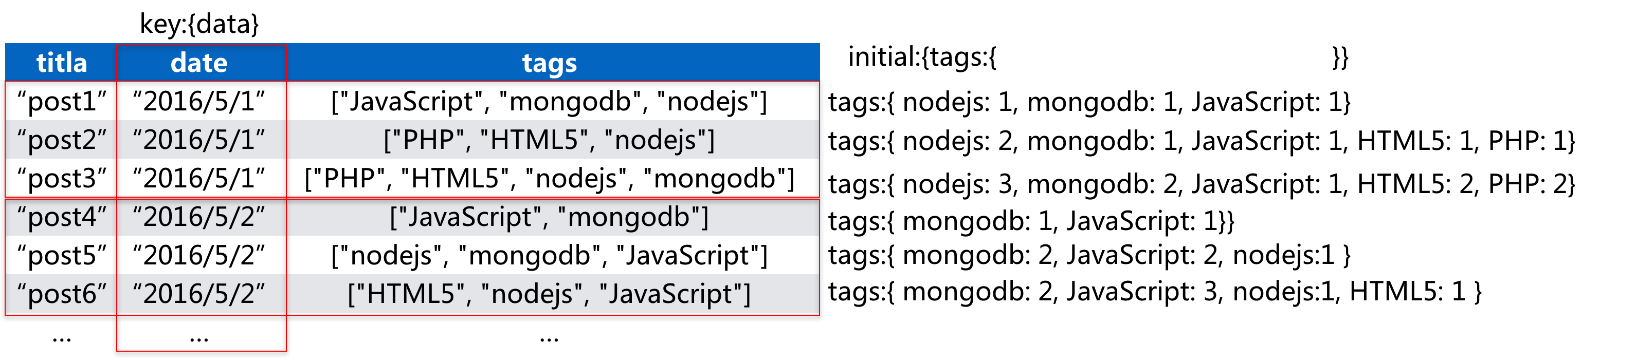 key:{data}
titla date tags initial:{tags:{ }}
“post1” “2016/5/1” ["JavaScript", "mongodb", "nodejs"] tags:{ nodejs: 1, mongodb: 1, JavaScript: 1}
“post2” “2016/5/1” ["PHP", "HTML5", "nodejs"] tags:{ nodejs: 2, mongodb: 1, JavaScript: 1, HTML5: 1, PHP: 1}
“post3” “2016/5/1” ["PHP", "HTML5", "nodejs", "mongodb"] tags:{ nodejs: 3, mongodb: 2, JavaScript: 1, HTML5: 2, PHP: 2}
“post4” “2016/5/2” ["JavaScript", "mongodb"] tags:{ mongodb: 1, JavaScript: 1}}
“post5” “2016/5/2” ["nodejs", "mongodb", "JavaScript"] tags:{ mongodb: 2, JavaScript: 2, nodejs:1 }
“post6” “2016/5/2” ["HTML5", "nodejs", "JavaScript"] tags:{ mongodb: 2, JavaScript: 3, nodejs:1, HTML5: 1 }
... ... ...